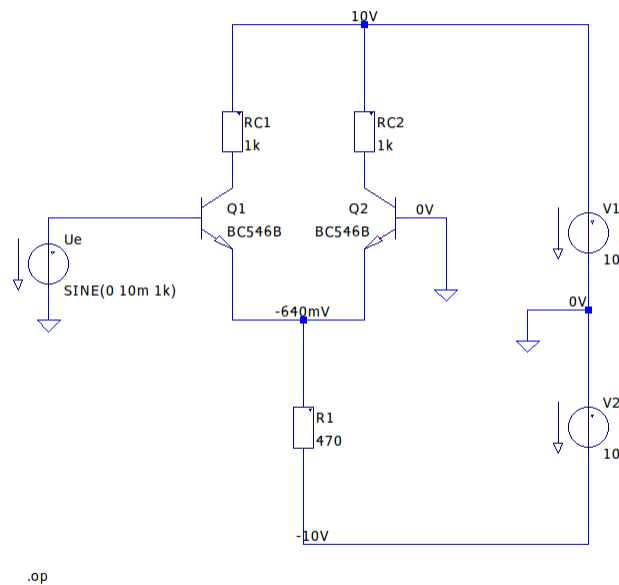 10V
RC1
1k
RC2
1k
Q1
BC546B
Q2
BC546B
0V
V1
10
Ue
SINE(0 10m 1k)
0V
-640mV
R1
470
V2
10
-10V
.op